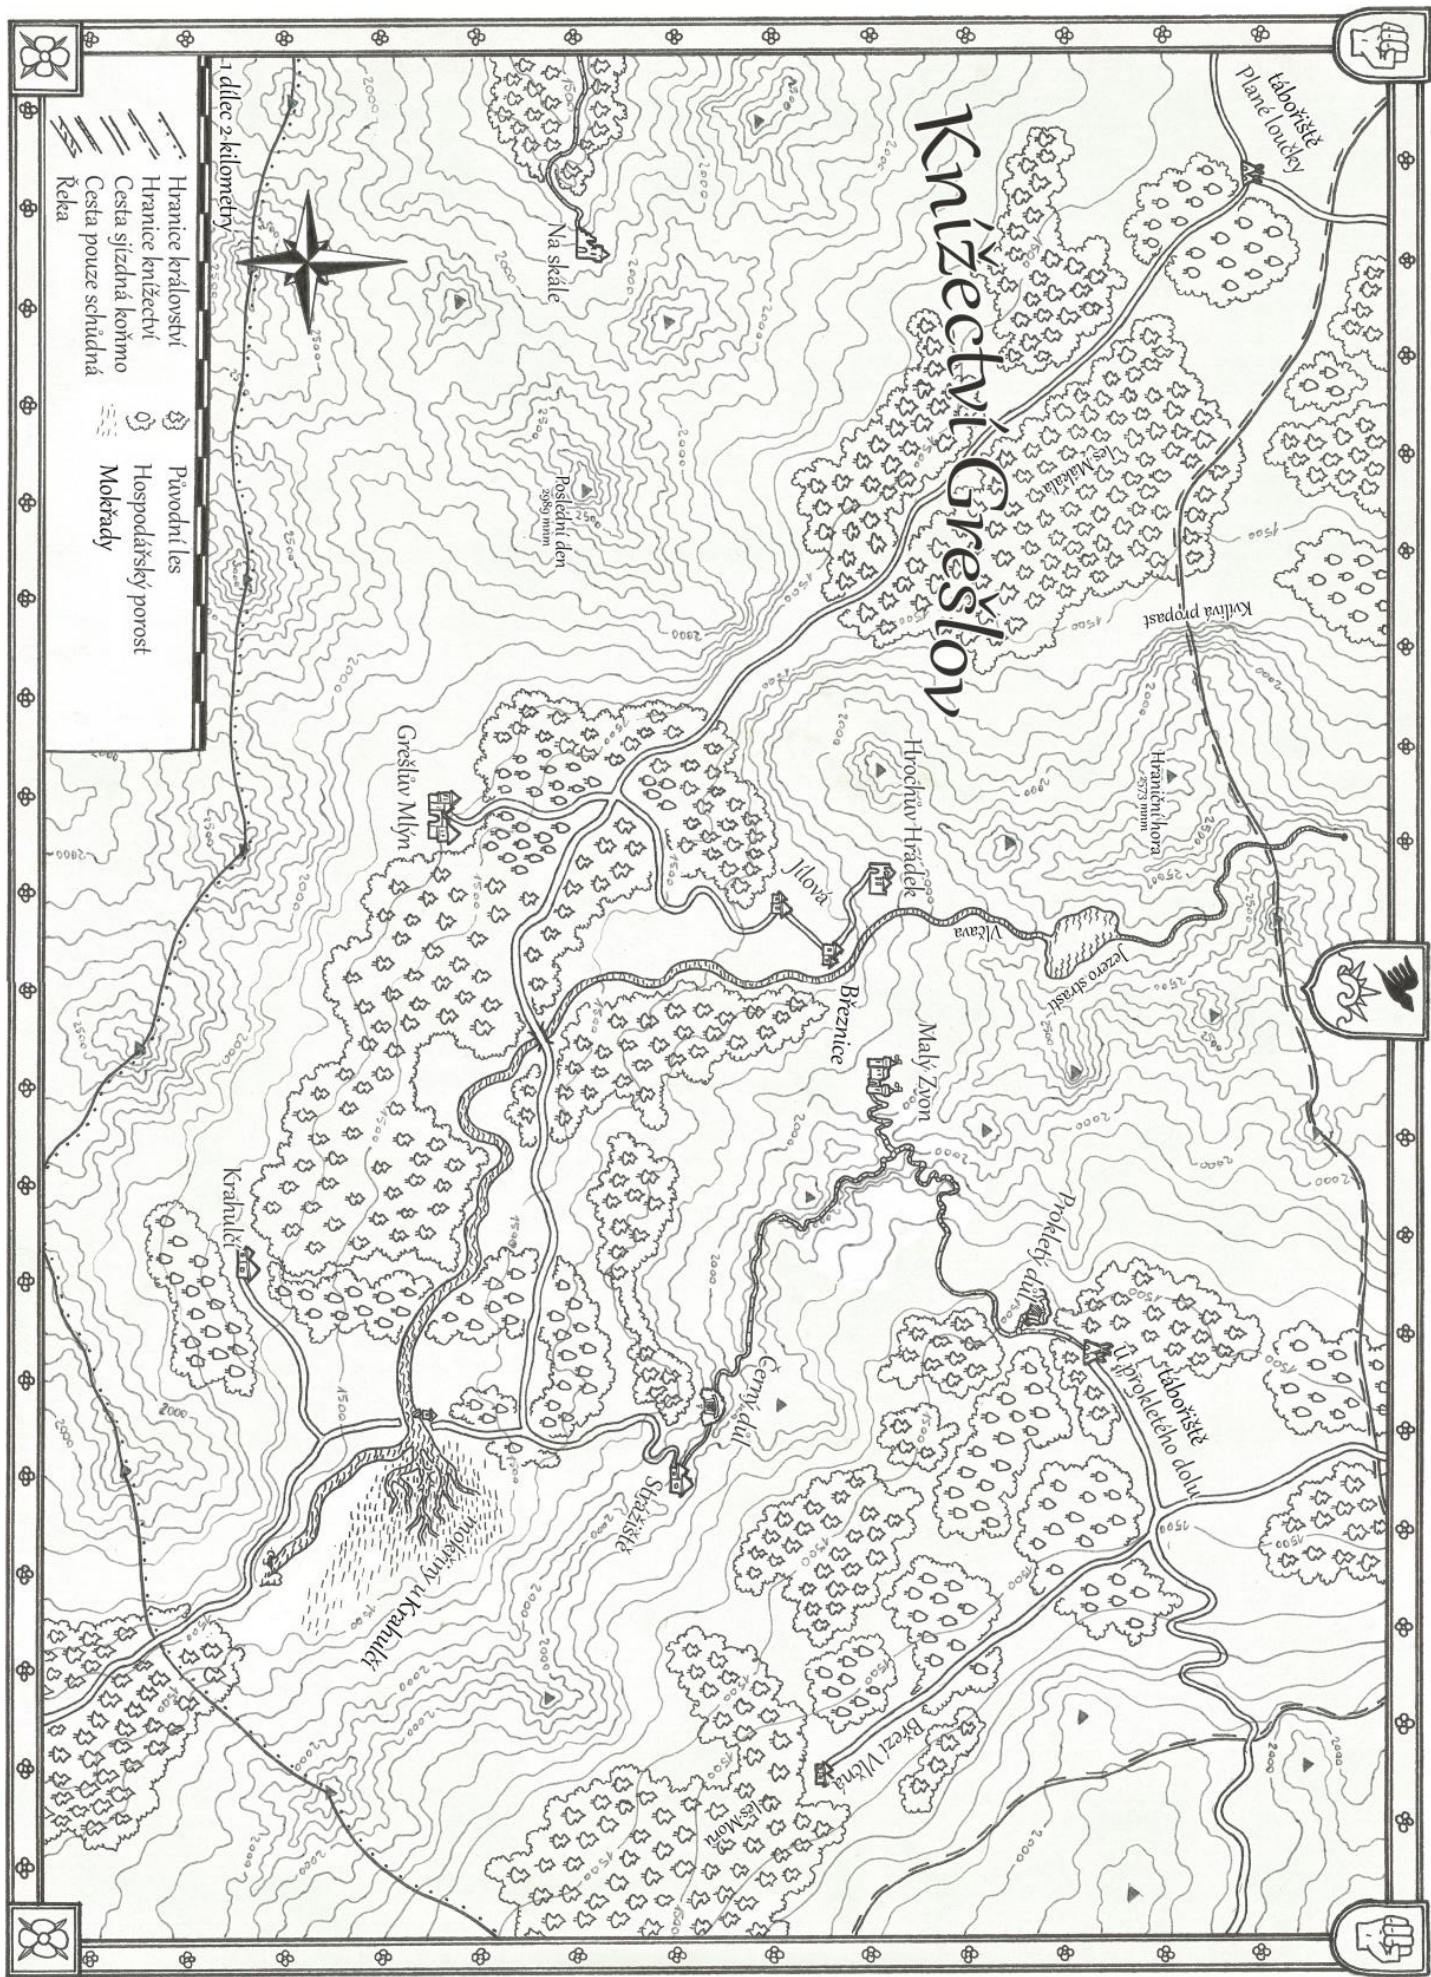 Knížectví Grešlov
tábořiště
Plané loučky
les Makala
Kvílivá propast
Hraniční hora
2573 mnm
Na skále
Poslední den
2989 mnm
Hrochův Hrádek
Jílová
Vlčava
Jezero strastí
Březnice
Malý Zvon
Grešlův Mlýn
Prokletý důl
tábořiště
U prokletého dolu
Černý důl
Strážiště
Krahulčí
mokřiny u Krahulčí
Březí Vlčná
les Morů
1 dílec 2 kilometry
Hranice království
Hranice knížectví
Cesta sjízdná koňmo
Cesta pouze schůdná
Řeka
Původní les
Hospodářský porost
Mokřady